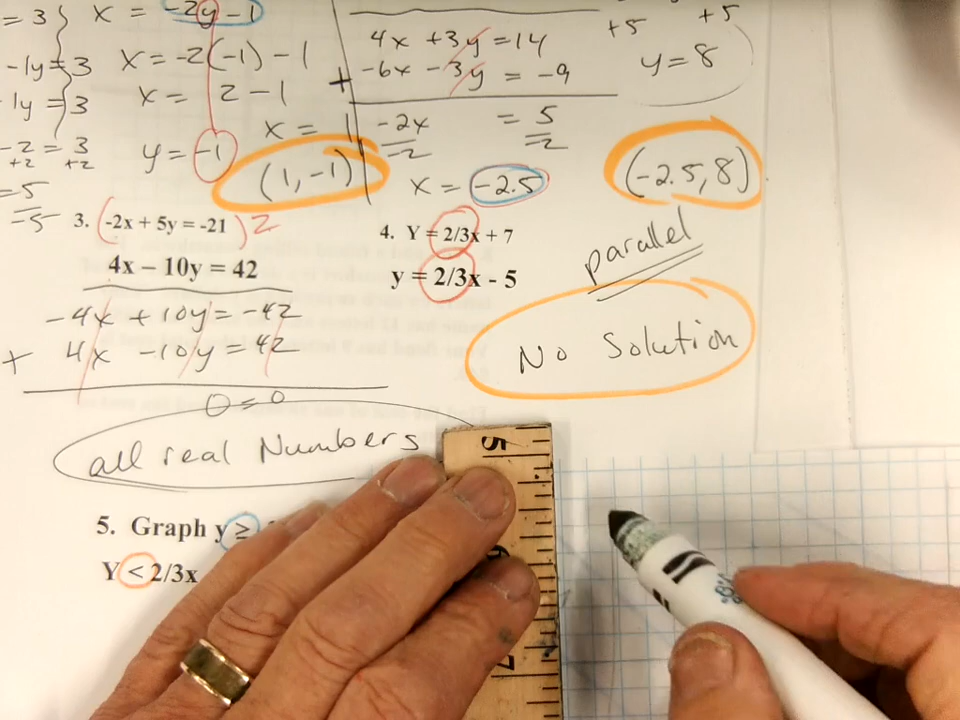 = 3 x = -2y - 1
- 1y = 3 x = -2(-1) - 1
1y = 3 x = 2 - 1
- 2 = 3 x = 1
+2 +2 y = -1
= 5
-5
(1, -1)
4x + 3y = 14
+ -6x - 3y = -9
-2x = 5
-2 -2
x = -2.5
+5 +5
y = 8
(-2.5, 8)
3. (-2x + 5y = -21)2
4x – 10y = 42
-4x + 10y = -42
+ 4x - 10y = 42
0 = 0
all real Numbers
4. Y = 2/3x + 7
y = 2/3x - 5
parallel
No Solution
5. Graph y ≥
Y < 2/3x
5
6
7